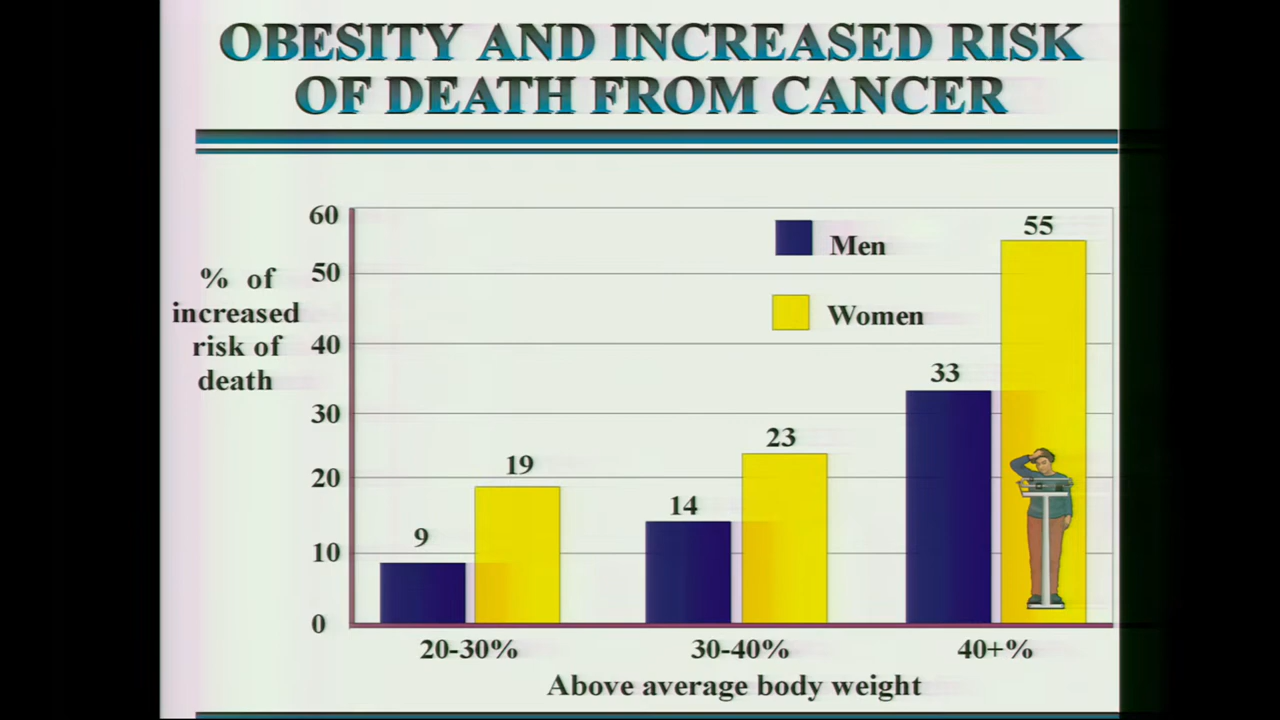 OBESITY AND INCREASED RISK
OF DEATH FROM CANCER
% of
increased
risk of
death
60
50
40
30
20
10
0
Men
Women
9
19
14
23
33
55
20-30%
30-40%
40+%
Above average body weight